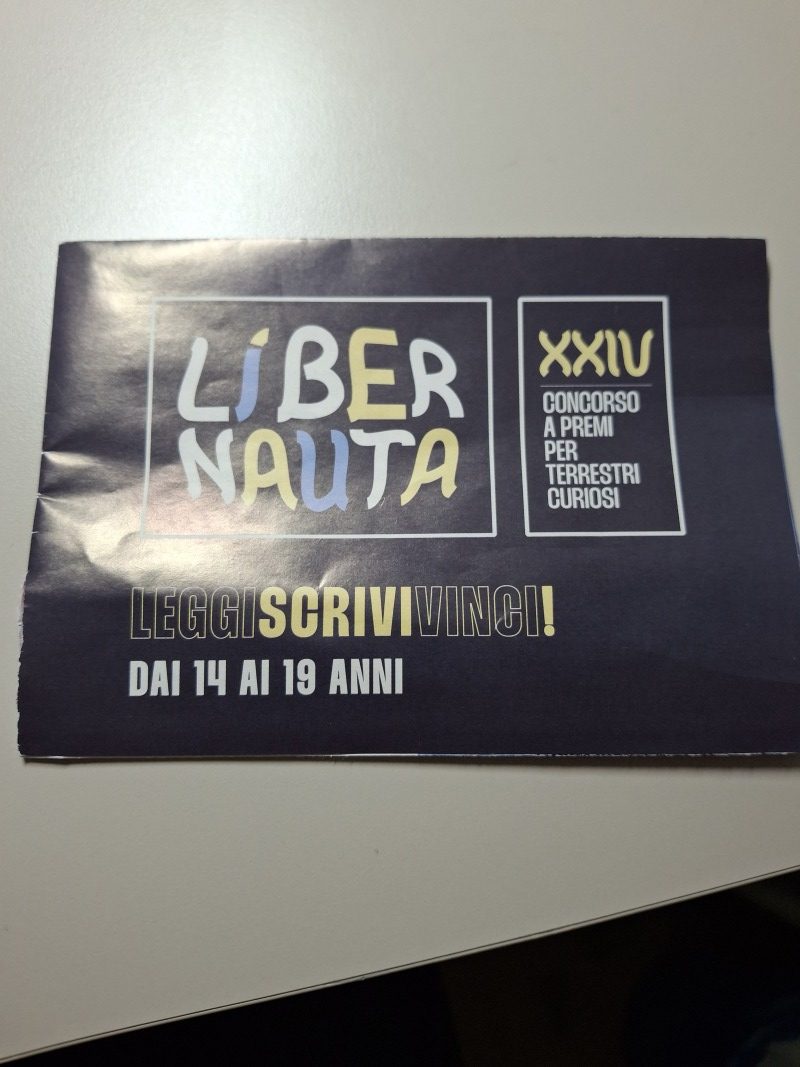 LiBER
NAUTA
XXIV
CONCORSO
A PREMI
PER
TERRESTRI
CURIOSI
LEGGISCRIVIVINCI!
DAI 14 AI 19 ANNI